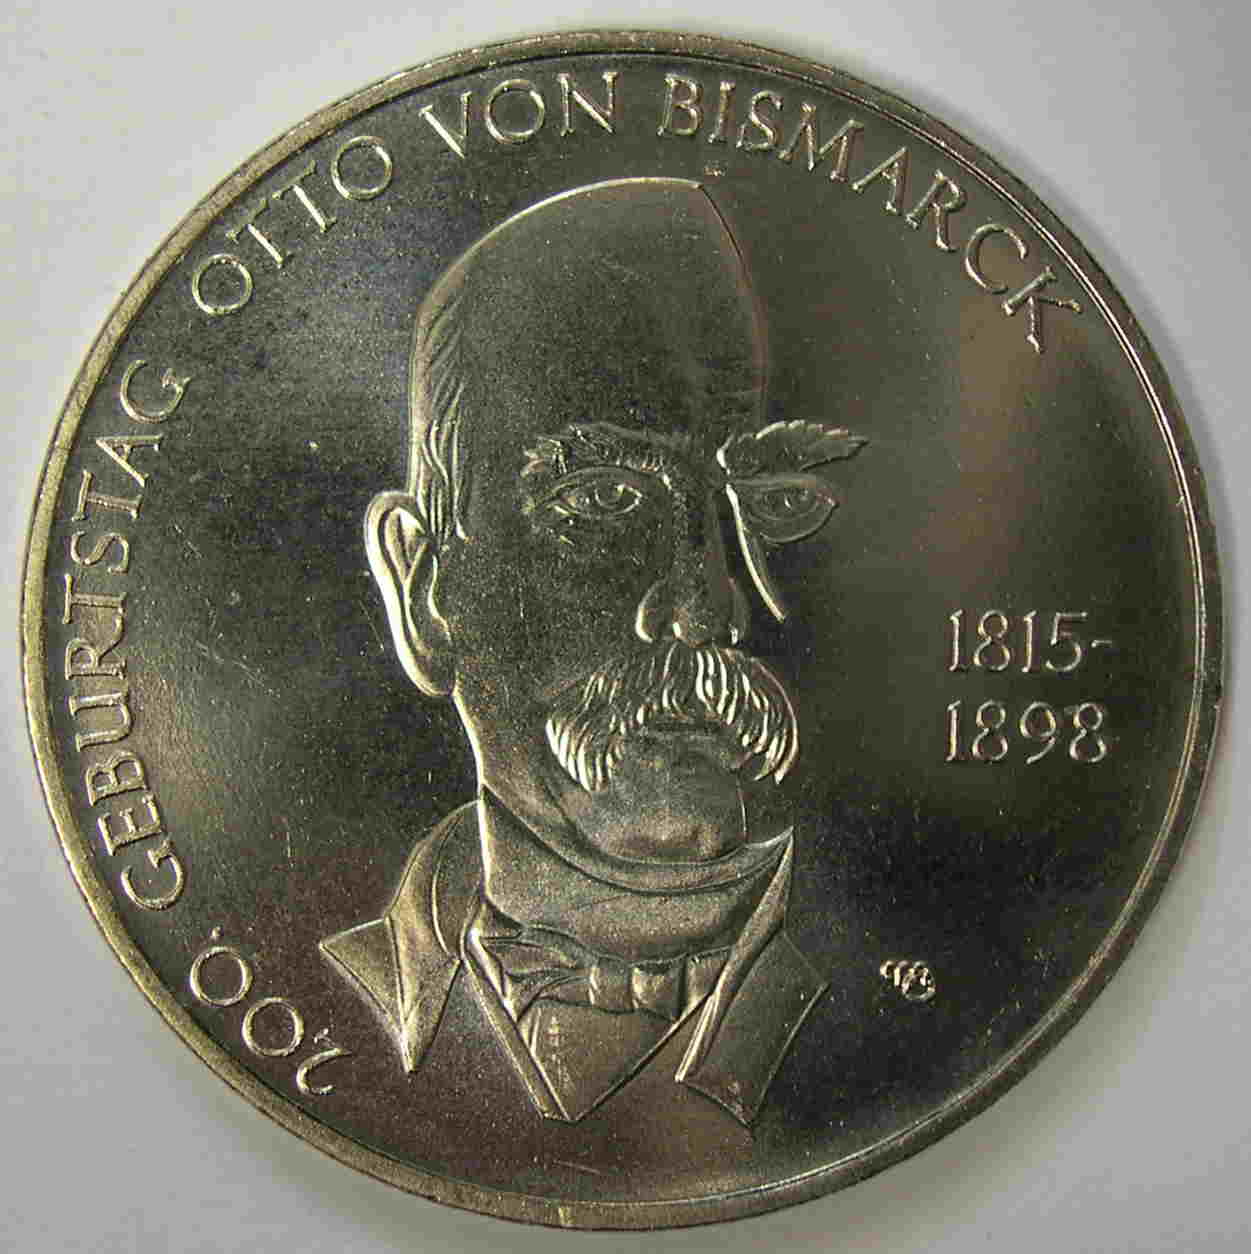 200. GEBURTSTAG OTTO VON BISMARCK
1815-
1898